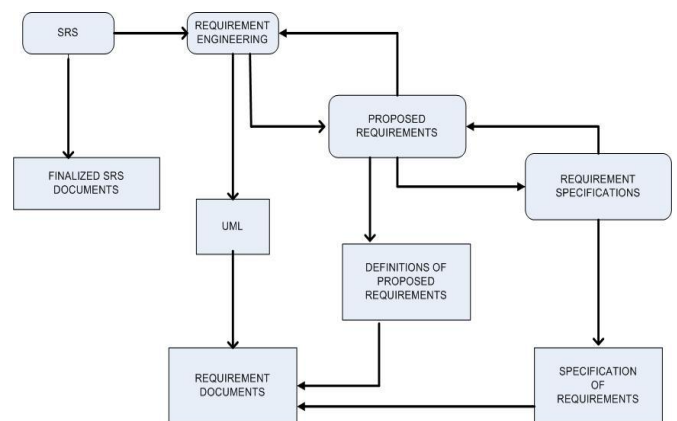 SRS
REQUIREMENT
ENGINEERING
PROPOSED
REQUIREMENTS
FINALIZED SRS
DOCUMENTS
REQUIREMENT
SPECIFICATIONS
UML
DEFINITIONS OF
PROPOSED
REQUIREMENTS
REQUIREMENT
DOCUMENTS
SPECIFICATION
OF
REQUIREMENTS